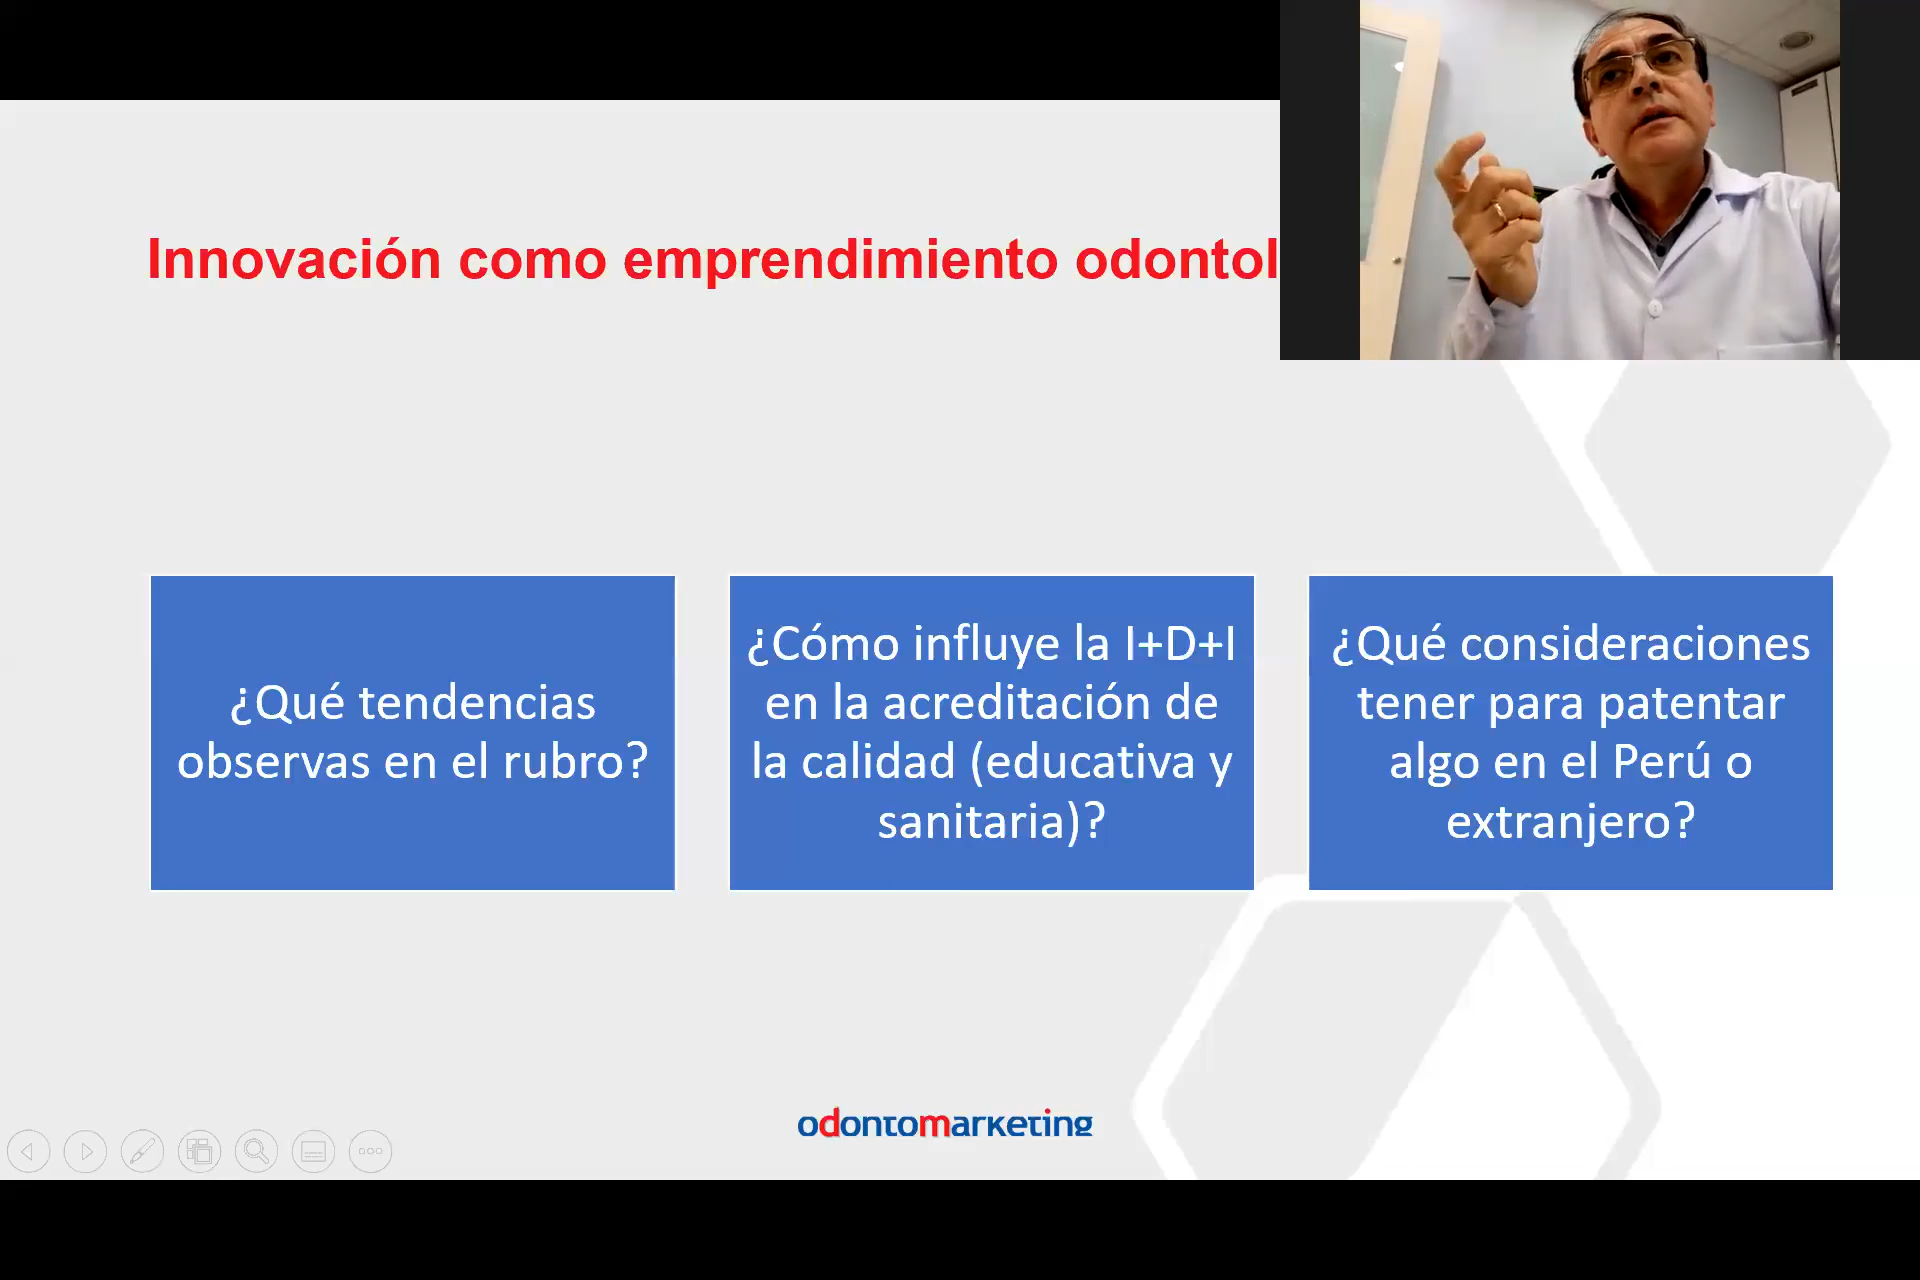 Innovación como emprendimiento odontol
¿Qué tendencias
observas en el rubro?
¿Cómo influye la I+D+I
en la acreditación de
la calidad (educativa y
sanitaria)?
¿Qué consideraciones
tener para patentar
algo en el Perú o
extranjero?
odontomarketing